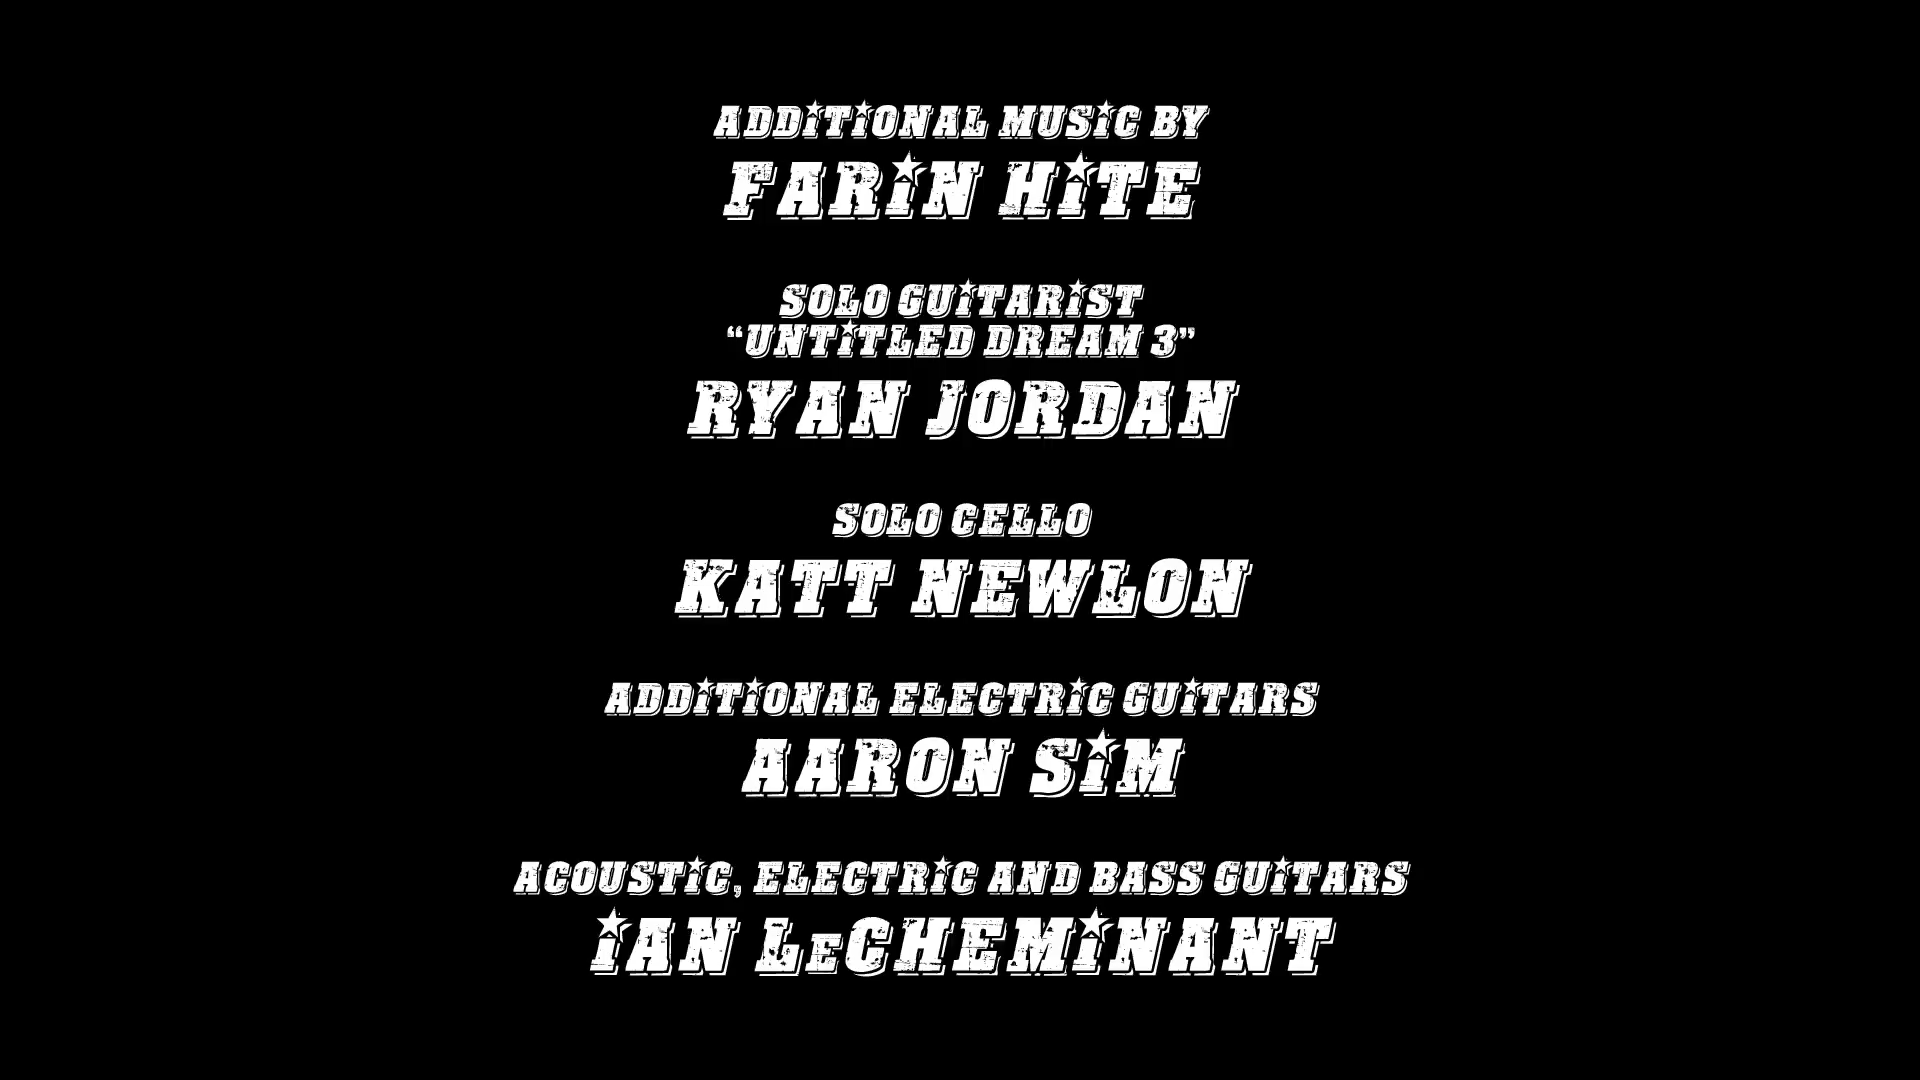 ADDiTiONAL MUSiC BY
FARiN HiTE
SOLO GUiTARiST
“UNTiTLED DREAM 3”
RYAN JORDAN
SOLO CELLO
KATT NEWLON
ADDiTiONAL ELECTRiC GUiTARS
AARON SiM
ACOUSTiC, ELECTRiC AND BASS GUiTARS
iAN LeCHEMiNANT